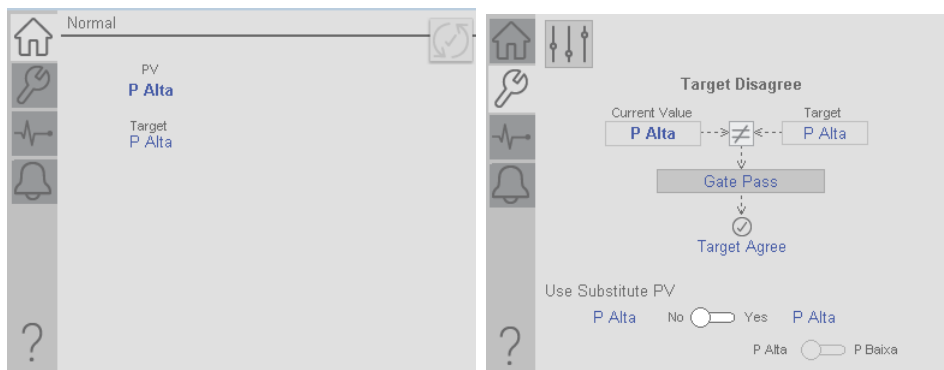 Normal
PV
P Alta
Target
P Alta
?
Target Disagree
Current Value
Target
P Alta
≠
P Alta
Gate Pass
Target Agree
Use Substitute PV
P Alta No Yes P Alta
P Alta P Baixa
?